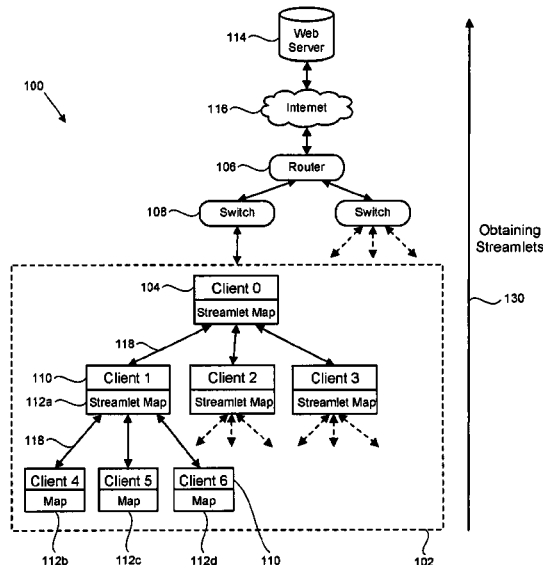 114
Web
Server
100
116
Internet
106
Router
108
Switch
Switch
Obtaining
Streamlets
130
104
Client 0
Streamlet Map
118
110
Client 1
Client 2
Client 3
112a
Streamlet Map
Streamlet Map
Streamlet Map
118
Client 4
Client 5
Client 6
Map
Map
Map
112b
112c
112d
110
102